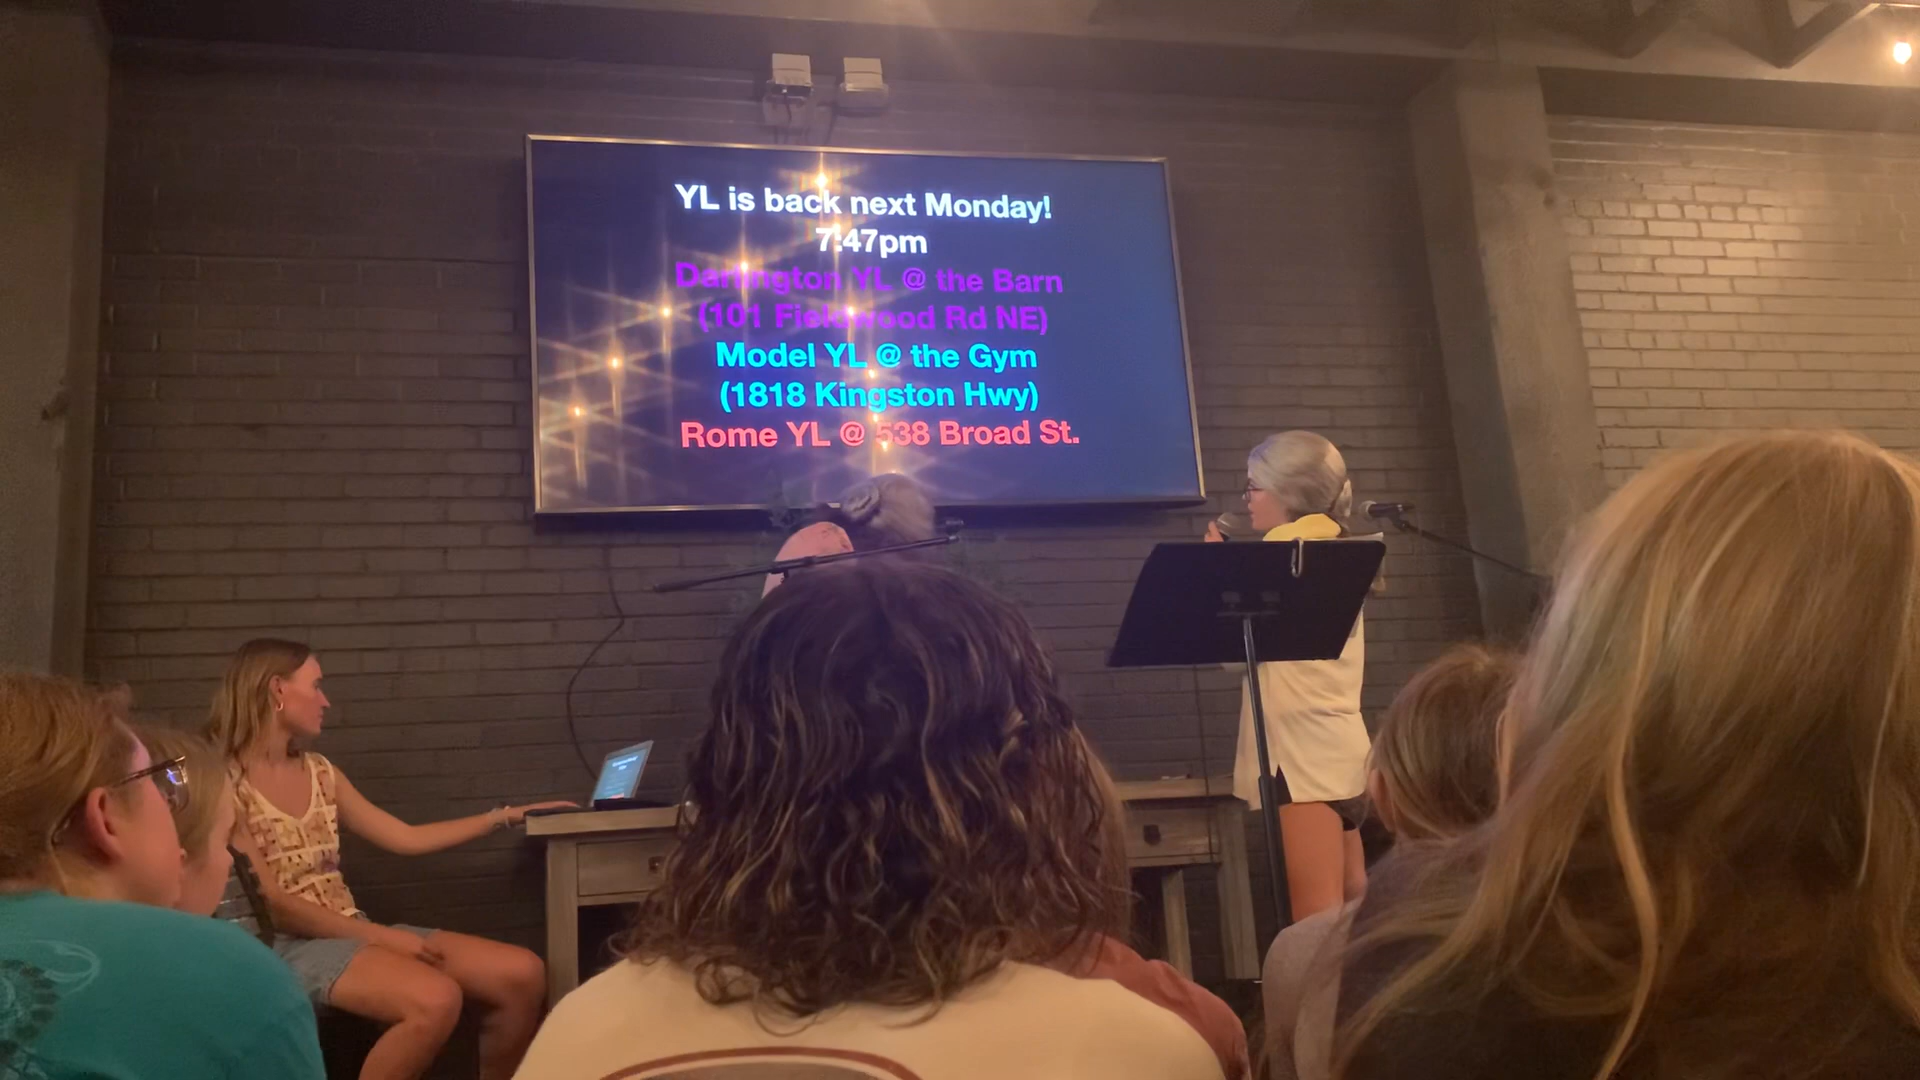 YL is back next Monday!
7:47pm
Darlington YL @ the Barn
(101 Fieldwood Rd NE)
Model YL @ the Gym
(1818 Kingston Hwy)
Rome YL @ 538 Broad St.